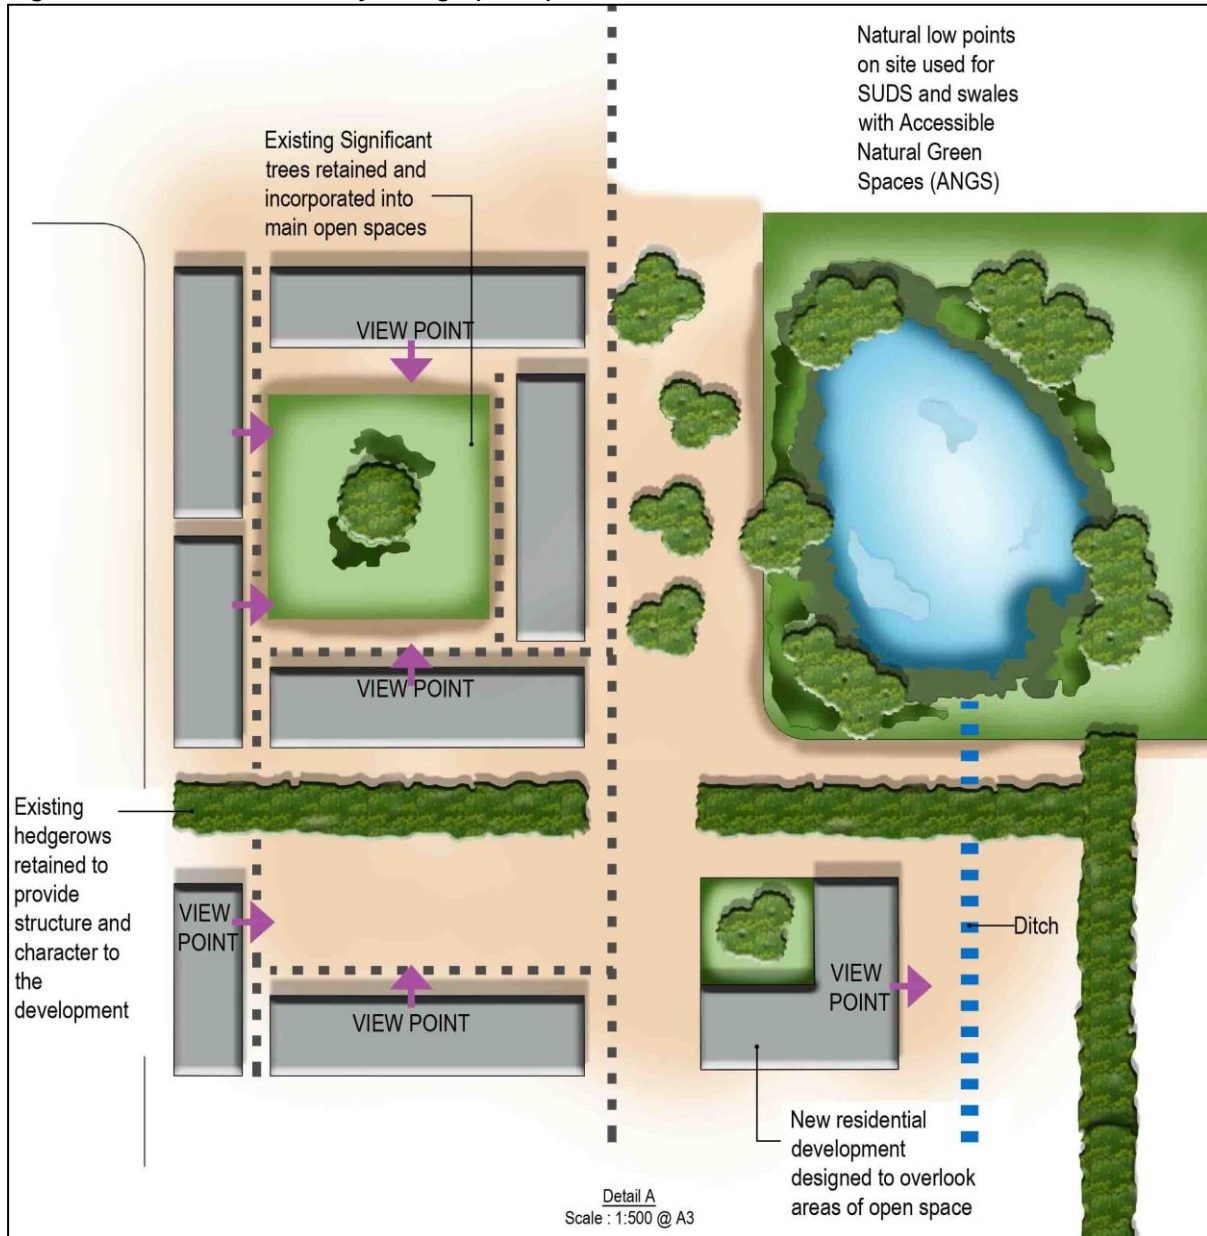 Natural low points
on site used for
SUDS and swales
with Accessible
Natural Green
Spaces (ANGS)
Existing Significant
trees retained and
incorporated into
main open spaces
VIEW POINT
VIEW POINT
Existing
hedgerows
retained to
provide
structure and
character to
the
development
VIEW
POINT
VIEW POINT
VIEW
POINT
Ditch
New residential
development
designed to overlook
areas of open space
Detail A
Scale : 1:500 @ A3